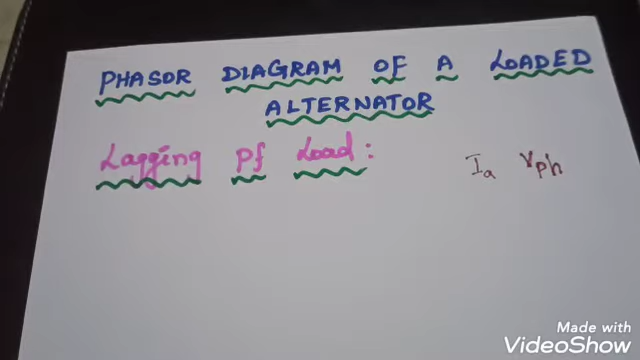 PHASOR DIAGRAM OF A LOADED
ALTERNATOR
Lagging Pf Load:
Ia Vph
Made with
VideoShow